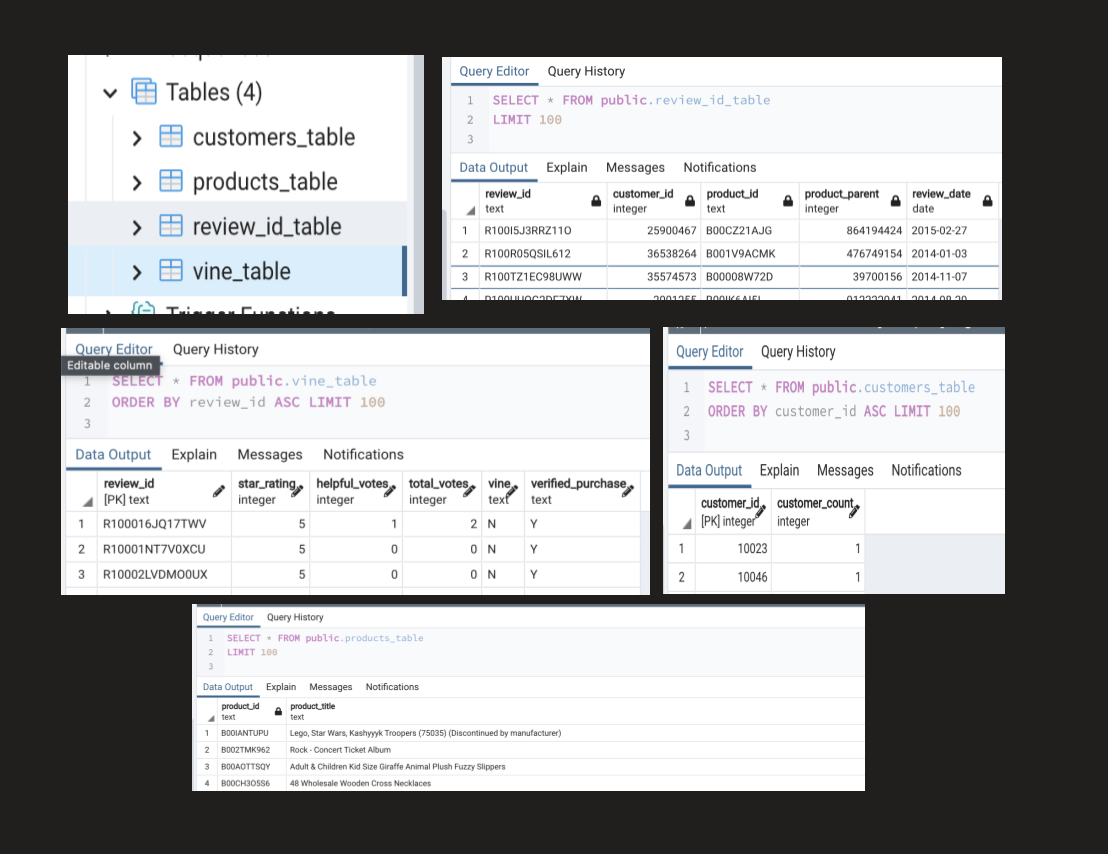 Tables (4)
customers_table
products_table
review_id_table
vine_table
Trigger Functions
Query Editor Query History
1 SELECT * FROM public.review_id_table
2 LIMIT 100
3
Data Output Explain Messages Notifications
review_id customer_id product_id product_parent review_date
text integer text integer date
1 R100I5J3RRZ11O 25900467 B00CZ21AJG 864194424 2015-02-27
2 R100R05QSIL612 36538264 B001V9ACMK 476749154 2014-01-03
3 R100TZ1EC98UWW 35574573 B00008W72D 39700156 2014-11-07
Query Editor Query History
Editable column
1 SELECT * FROM public.vine_table
2 ORDER BY review_id ASC LIMIT 100
3
Data Output Explain Messages Notifications
review_id star_rating helpful_votes total_votes vine verified_purchase
[PK] text integer integer integer text text
1 R100016JQ17TWV 5 1 2 N Y
2 R10001NT7V0XCU 5 0 0 N Y
3 R10002LVDMO0UX 5 0 0 N Y
Query Editor Query History
1 SELECT * FROM public.customers_table
2 ORDER BY customer_id ASC LIMIT 100
3
Data Output Explain Messages Notifications
customer_id customer_count
[PK] integer integer
1 10023 1
2 10046 1
Query Editor Query History
1 SELECT * FROM public.products_table
2 LIMIT 100
3
Data Output Explain Messages Notifications
product_id product_title
text text
1 B00IANTUPU Lego, Star Wars, Kashyyyk Troopers (75035) (Discontinued by manufacturer)
2 B002TMK962 Rock - Concert Ticket Album
3 B00AOTTSQY Adult & Children Kid Size Giraffe Animal Plush Fuzzy Slippers
4 B00CH3O5S6 48 Wholesale Wooden Cross Necklaces